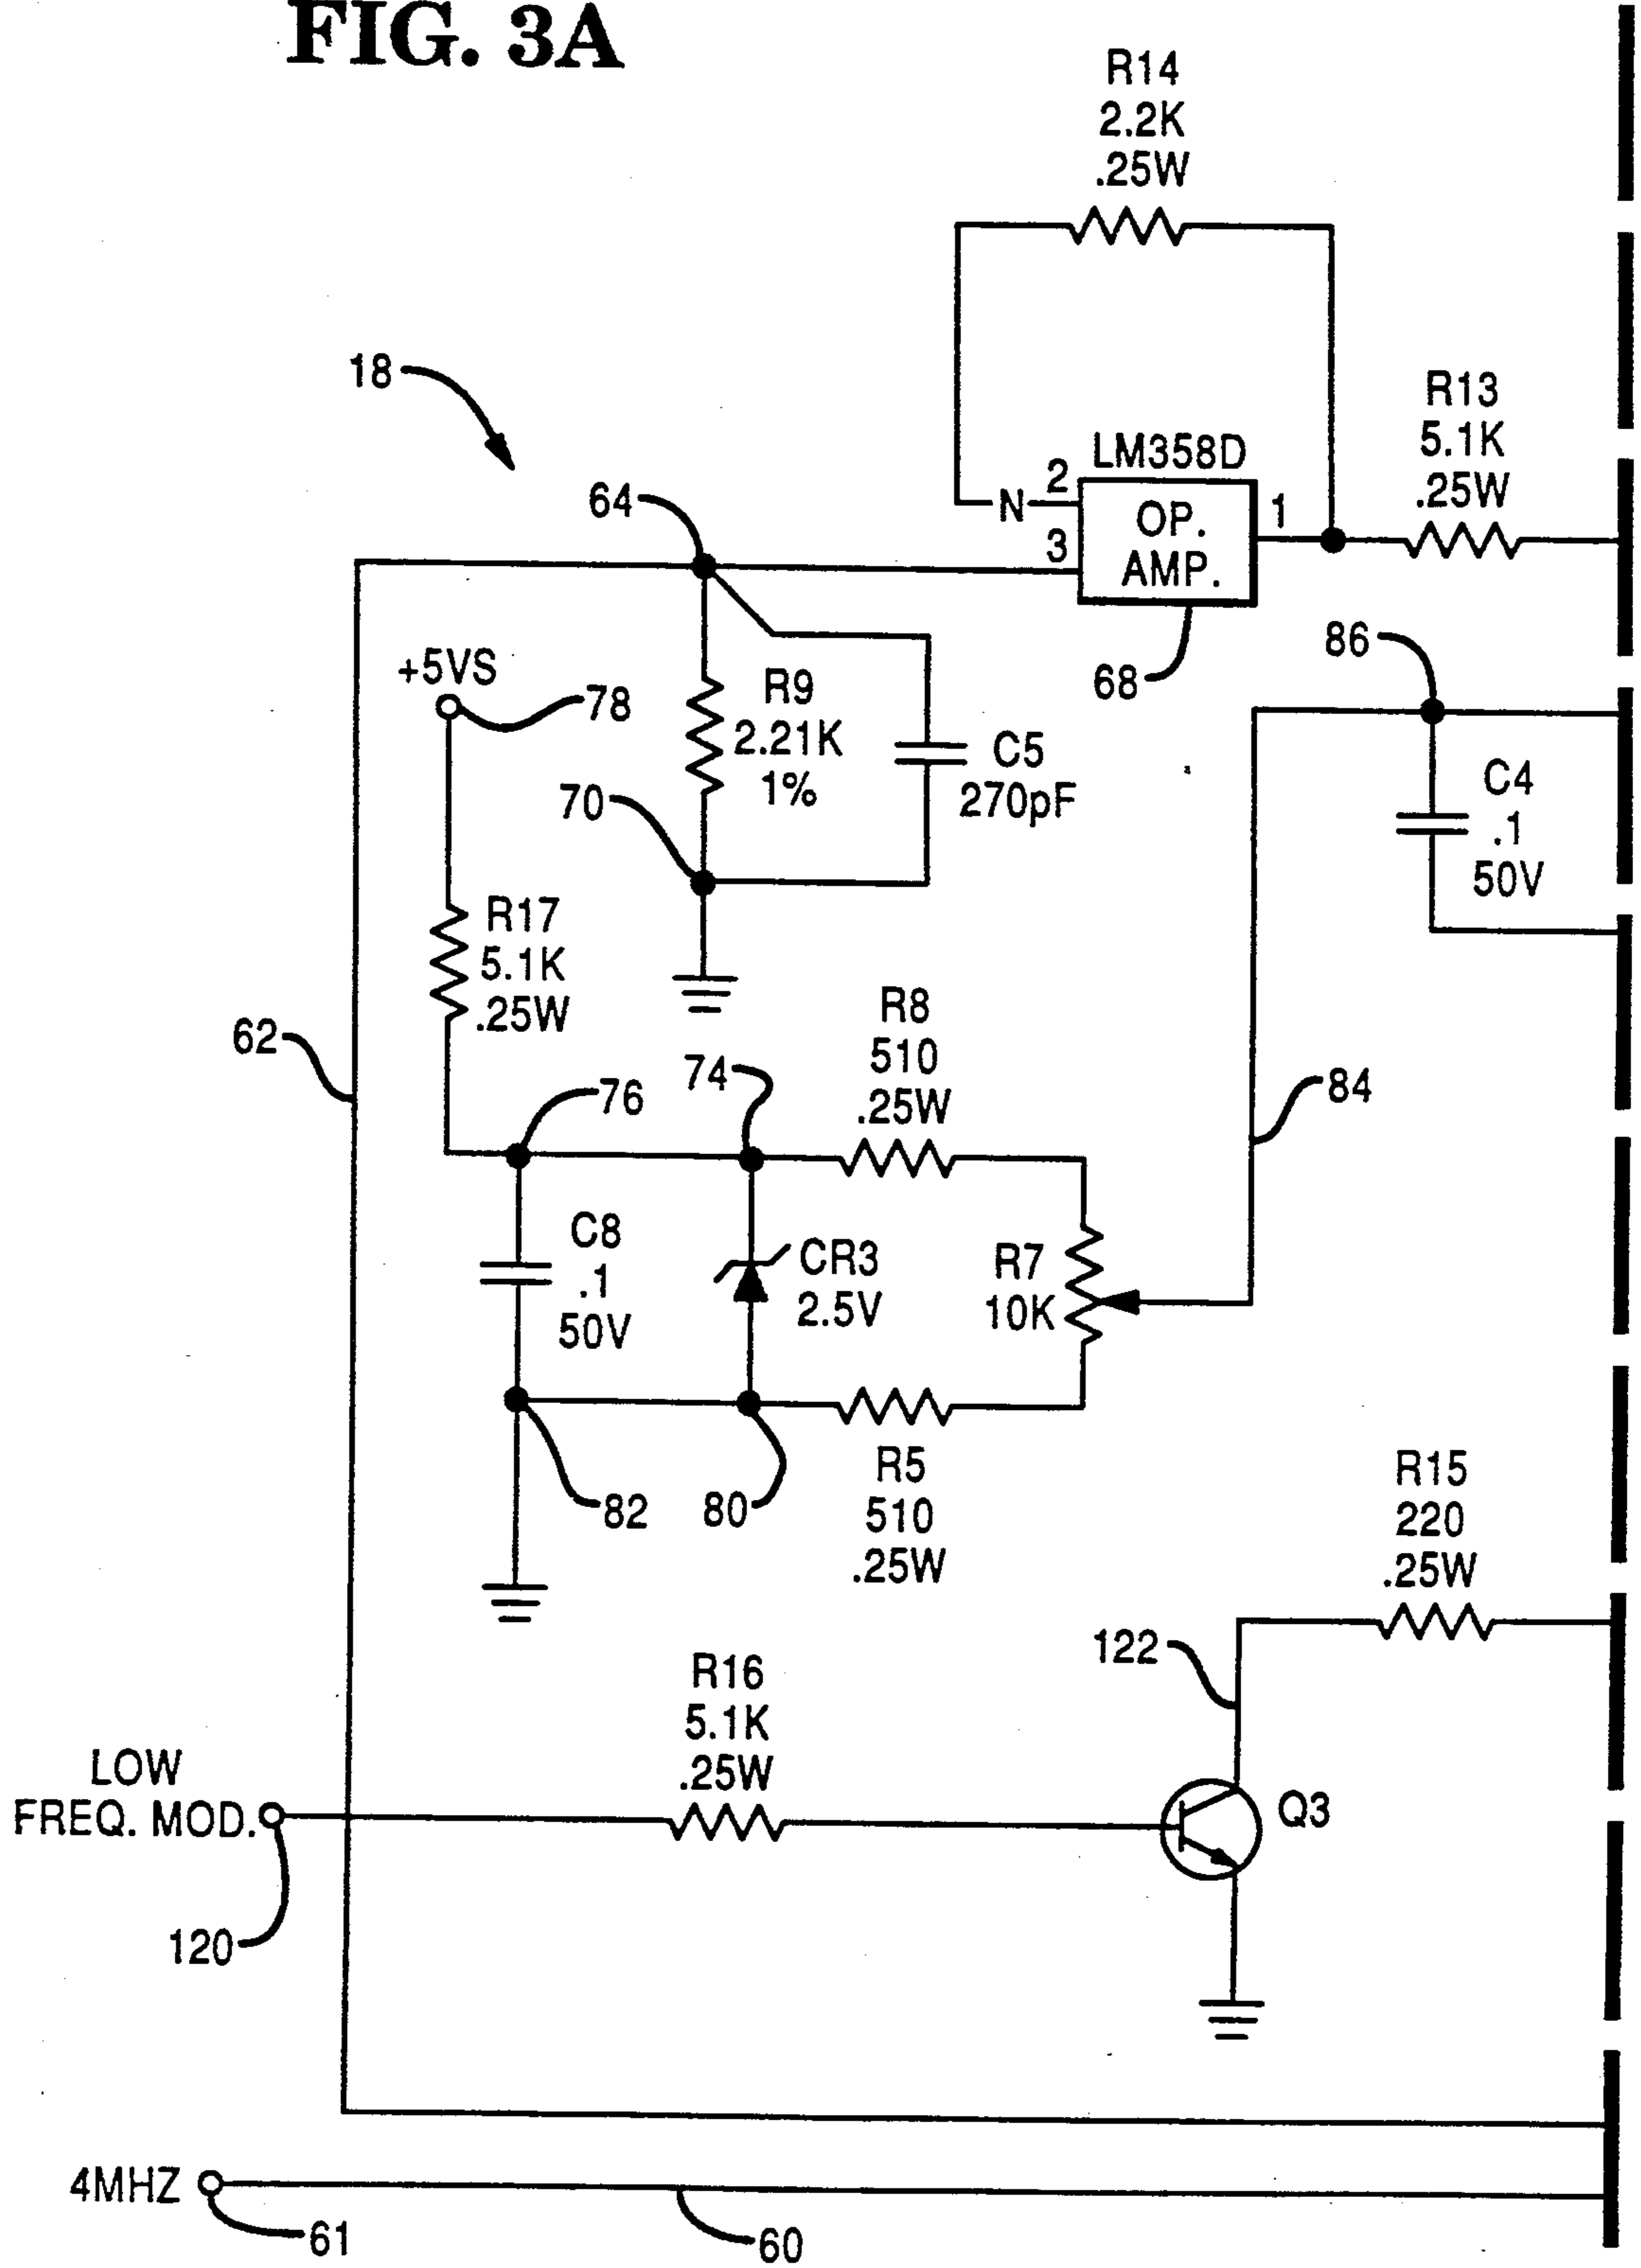 FIG. 3A
R14
2.2K
.25W
18
R13
5.1K
.25W
LM358D
64
N
2
3
OP.
AMP.
1
68
86
+5VS
78
R9
2.21K
1%
70
C5
270pF
C4
.1
50V
R17
5.1K
.25W
62
R8
510
.25W
74
76
84
C8
.1
50V
CR3
2.5V
R7
10K
82
80
R5
510
.25W
R15
220
.25W
122
R16
5.1K
.25W
LOW
FREQ. MOD.
Q3
120
4MHZ
61
60